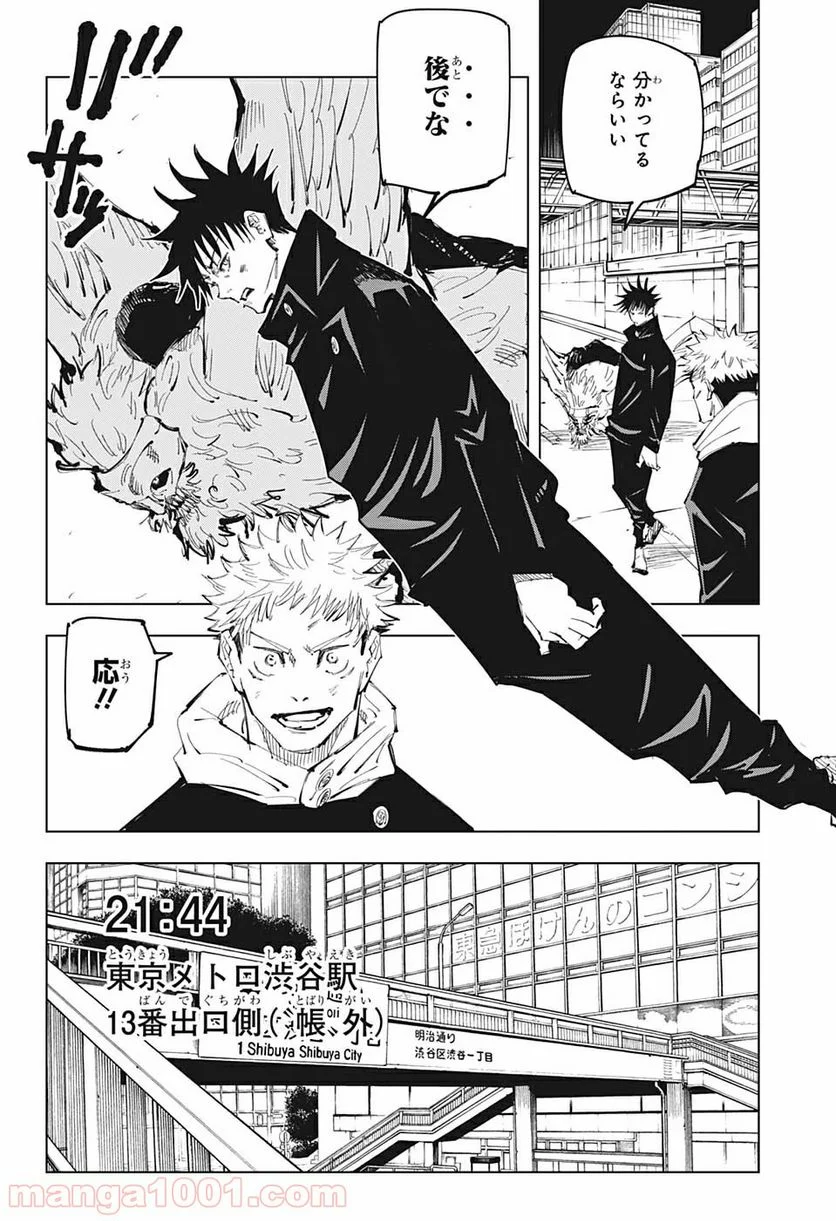 分かってる
ならいい
・・・
後でな
ザッ
応!!
21:44
東京メトロ渋谷駅
13番出口側(〝帳〟外)
1 Shibuya Shibuya City
ori
明治通り
渋谷区渋谷一丁目
東急ほけんのコンシ
manga1001.com